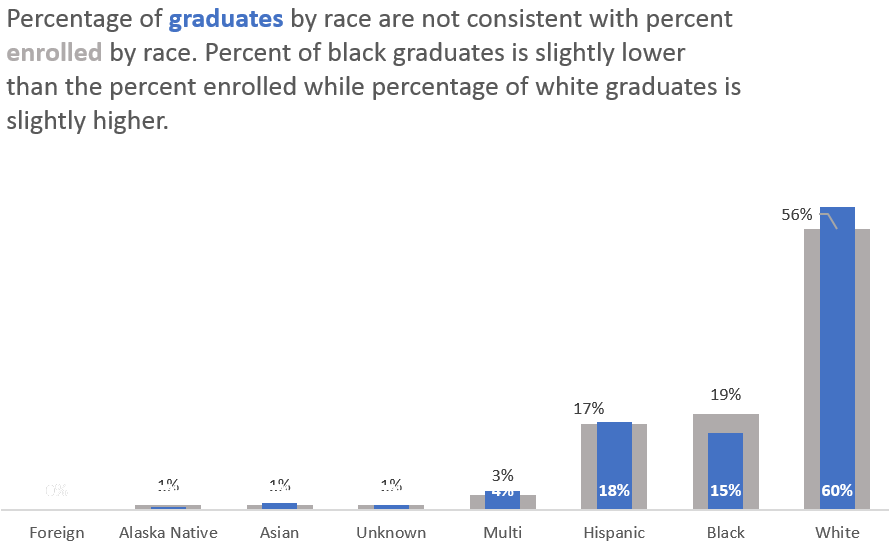 Percentage of graduates by race are not consistent with percent
enrolled by race. Percent of black graduates is slightly lower
than the percent enrolled while percentage of white graduates is
slightly higher.
56%
19%
17%
3%
1% 1% 1%
4% 18% 15% 60%
Foreign Alaska Native Asian Unknown Multi Hispanic Black White